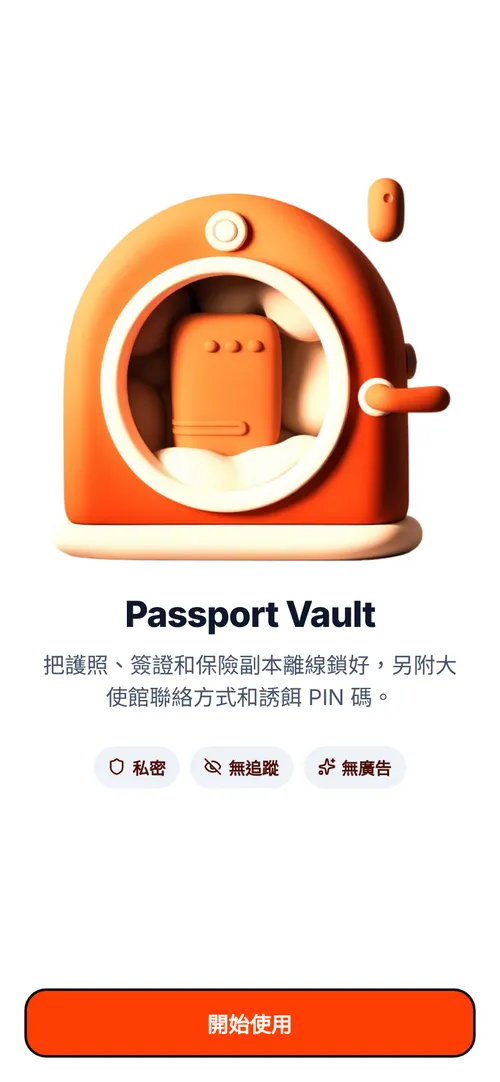 Passport Vault
把護照、簽證和保險副本離線鎖好，另附大
使館聯絡方式和誘餌 PIN 碼。
私密
無追蹤
無廣告
開始使用